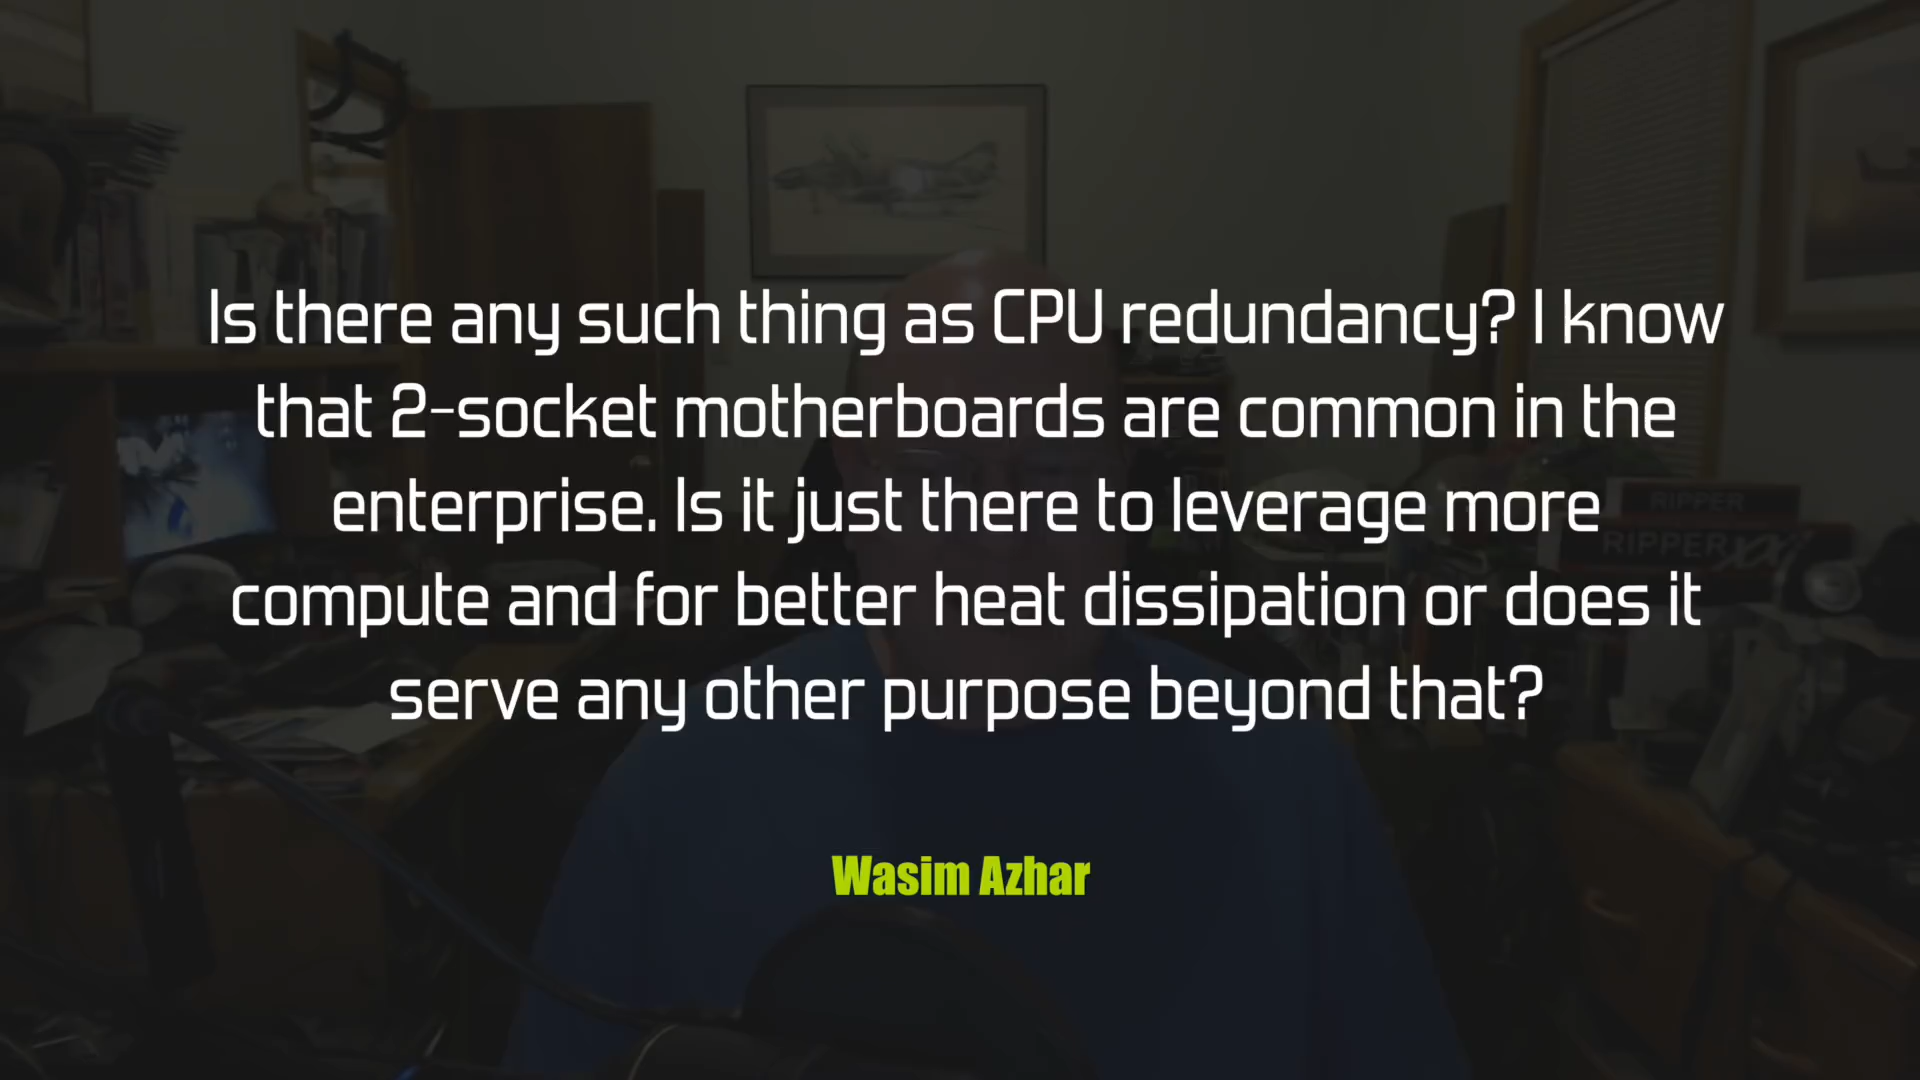 Is there any such thing as CPU redundancy? I know
that 2-socket motherboards are common in the
enterprise. Is it just there to leverage more
compute and for better heat dissipation or does it
serve any other purpose beyond that?
Wasim Azhar
RIPPER
RIPPER